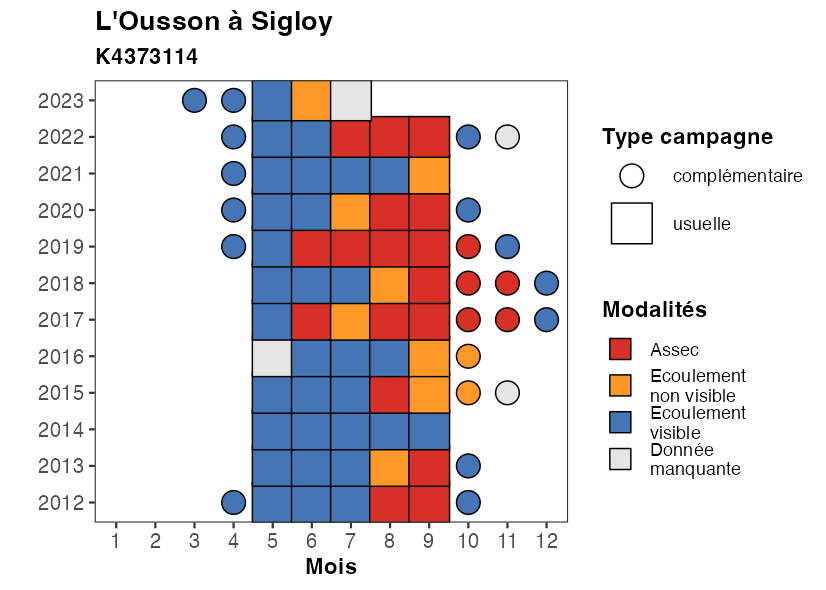 L'Ousson à Sigloy
K4373114
2023
2022
2021
2020
2019
2018
2017
2016
2015
2014
2013
2012
1 2 3 4 5 6 7 8 9 10 11 12
Mois
Type campagne
complémentaire
usuelle
Modalités
Assec
Ecoulement
non visible
Ecoulement
visible
Donnée
manquante